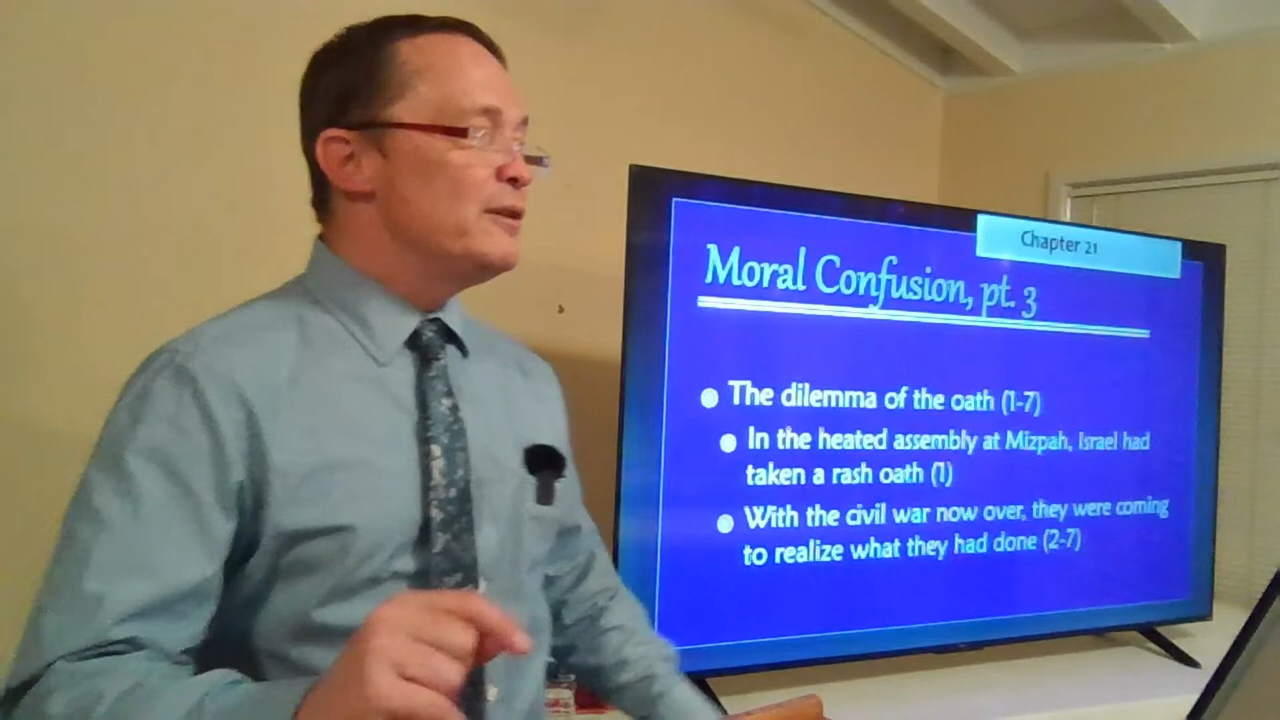 Chapter 21
Moral Confusion, pt. 3
The dilemma of the oath (1-7)
In the heated assembly at Mizpah, Israel had
taken a rash oath (1)
With the civil war now over, they were coming
to realize what they had done (2-7)